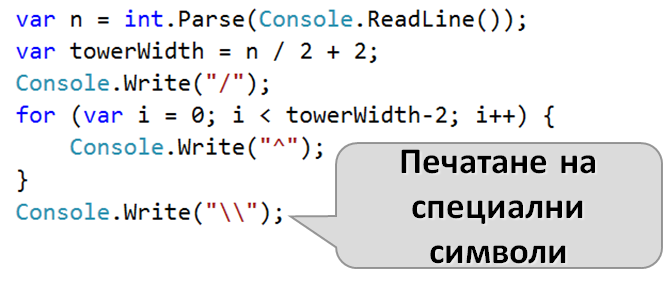 var n = int.Parse(Console.ReadLine());
var towerWidth = n / 2 + 2;
Console.Write("/");
for (var i = 0; i < towerWidth-2; i++) {
    Console.Write("^");
}
Console.Write("\\");
Печатане на
специални
символи